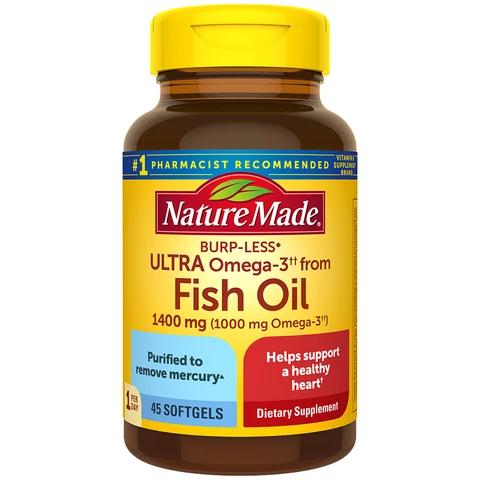 #1 PHARMACIST RECOMMENDED
VITAMIN &
SUPPLEMENT
BRAND
Nature Made
BURP-LESS
ULTRA Omega-3†† from
Fish Oil
1400 mg (1000 mg Omega-3††)
Purified to
remove mercury▲
1 PER
DAY
45 SOFTGELS
Helps support
a healthy
heart†
Dietary Supplement